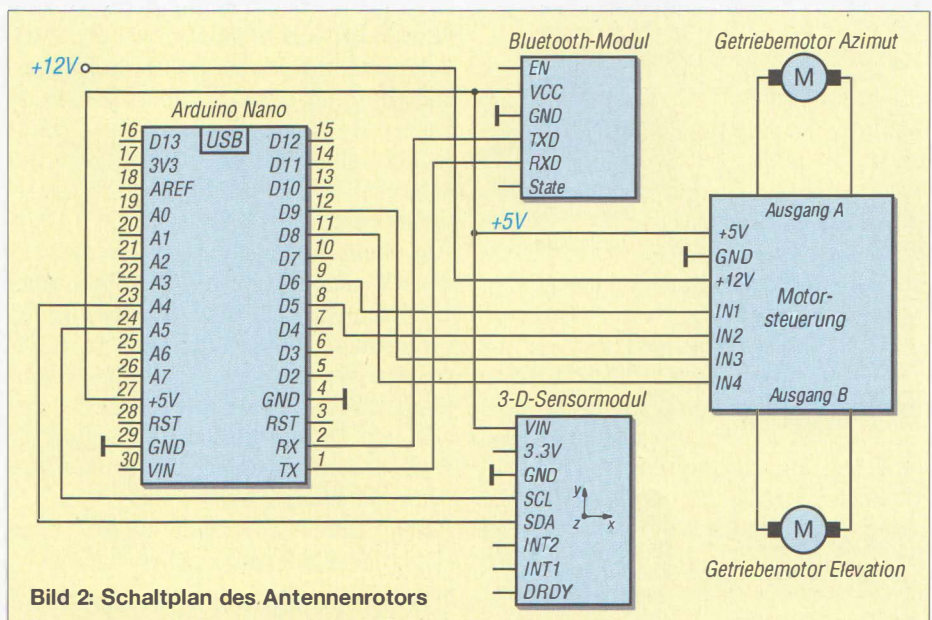 +12V
Arduino Nano
USB
16 D13
17 3V3
18 AREF
19 A0
20 A1
21 A2
22 A3
23 A4
24 A5
25 A6
26 A7
27 +5V
28 RST
29 GND
30 VIN
D12 15
D11 14
D10 13
D9 12
D8 11
D7 10
D6 9
D5 8
D4 7
D3 6
D2 5
GND 4
RST 3
RX 2
TX 1
Bluetooth-Modul
EN
VCC
GND
TXD
RXD
State
+5V
3-D-Sensormodul
VIN
3.3V
GND
SCL
SDA
INT2
INT1
DRDY
y
z
x
Getriebemotor Azimut
M
Ausgang A
+5V
GND
+12V
Motor-
steuerung
IN1
IN2
IN3
IN4
Ausgang B
M
Getriebemotor Elevation
Bild 2: Schaltplan des Antennenrotors